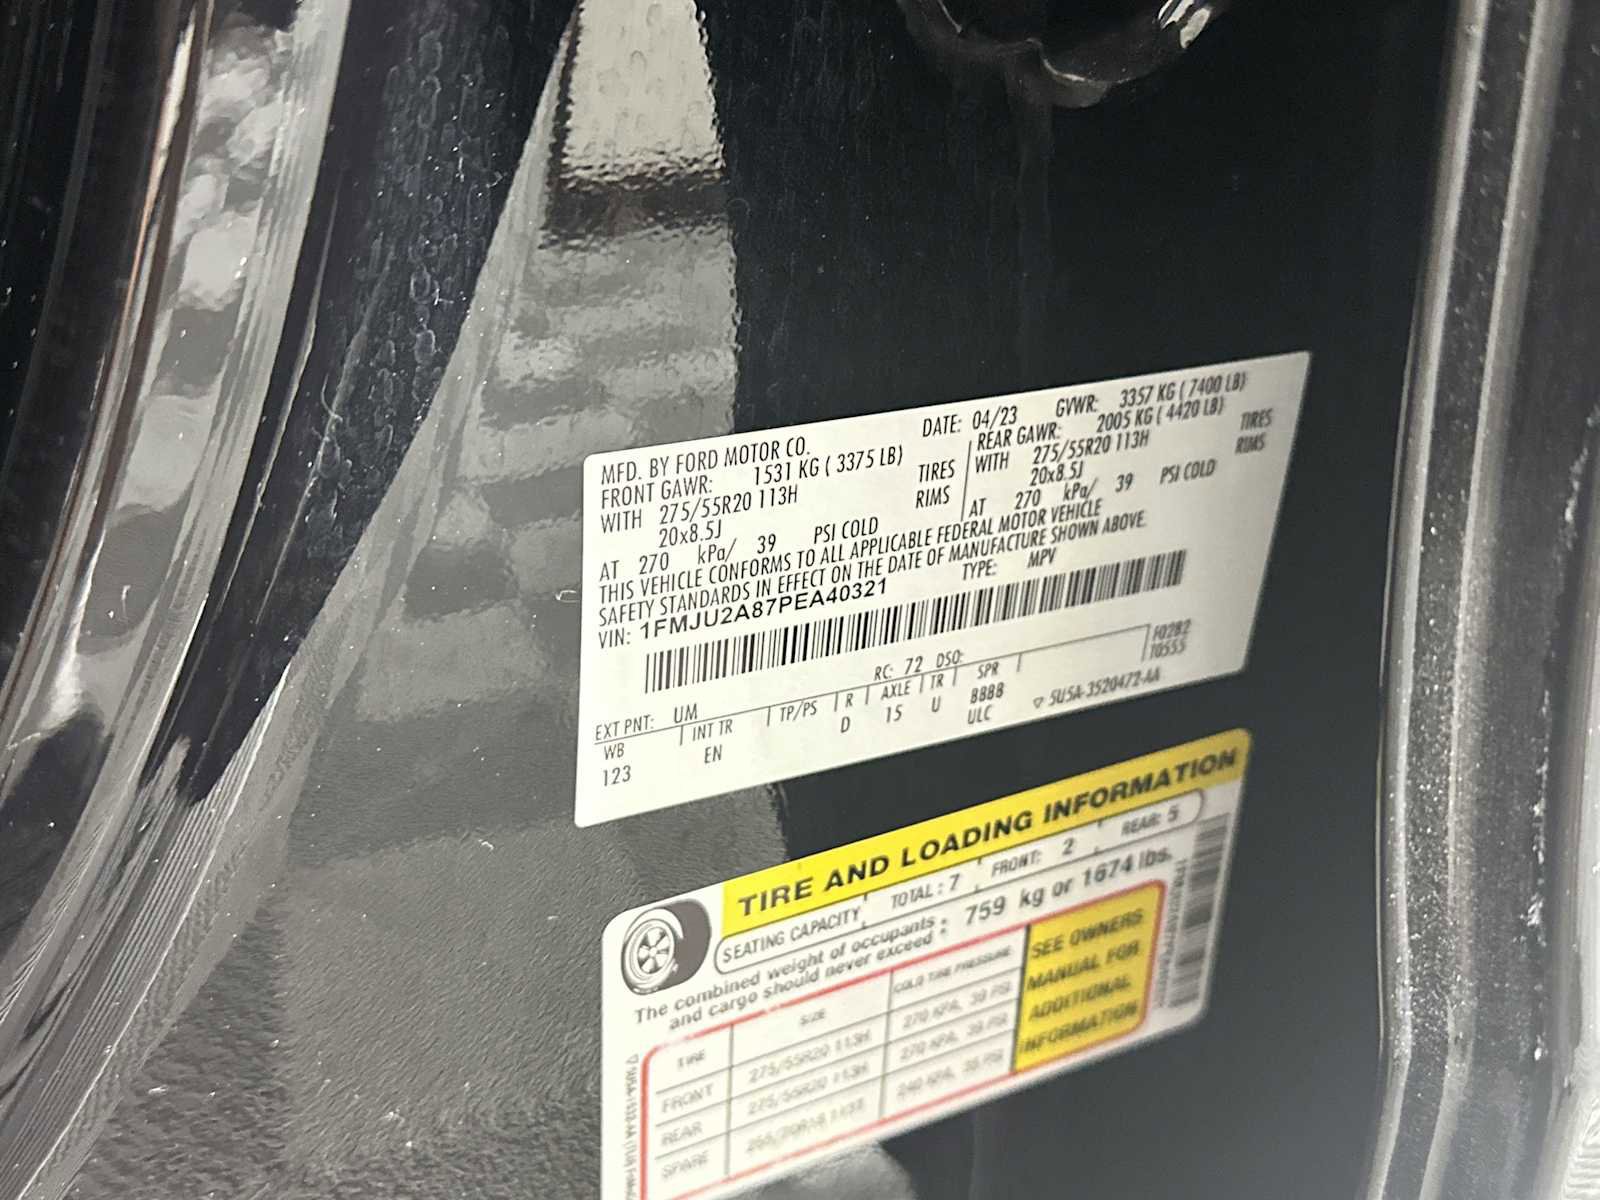 MFD. BY FORD MOTOR CO.
DATE: 04/23 GVWR: 3357 KG ( 7400 LB)
FRONT GAWR: 1531 KG ( 3375 LB)
REAR GAWR: 2005 KG ( 4420 LB)
WITH 275/55R20 113H TIRES
WITH 275/55R20 113H TIRES
20x8.5J RIMS
20x8.5J RIMS
AT 270 kPa/ 39 PSI COLD
AT 270 kPa/ 39 PSI COLD
THIS VEHICLE CONFORMS TO ALL APPLICABLE FEDERAL MOTOR VEHICLE
SAFETY STANDARDS IN EFFECT ON THE DATE OF MANUFACTURE SHOWN ABOVE.
VIN: 1FMJU2A87PEA40321 TYPE: MPV
F0282
T0555
EXT PNT: UM RC: 72 DSO:
WB INT TR TP/PS R AXLE TR SPR
123 EN D 15 U BBBB
ULC 5U5A-3520472-AA
TIRE AND LOADING INFORMATION
SEATING CAPACITY TOTAL : 7 FRONT: 2 REAR: 5
The combined weight of occupants and cargo should never exceed : 759 kg or 1674 lbs.
TIRE SIZE COLD TIRE PRESSURE
FRONT 275/55R20 113H 270 KPA, 39 PSI
REAR 275/55R20 113H 270 KPA, 39 PSI
SPARE 240 KPA, 35 PSI
SEE OWNERS
MANUAL FOR
ADDITIONAL
INFORMATION